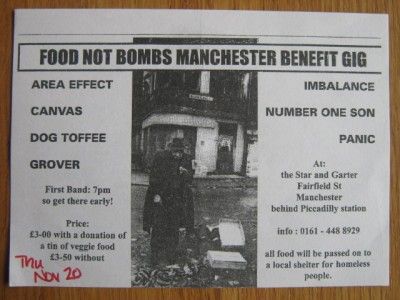 FOOD NOT BOMBS MANCHESTER BENEFIT GIG
AREA EFFECT
CANVAS
DOG TOFFEE
GROVER
First Band: 7pm
so get there early!
Price:
£3-00 with a donation of
a tin of veggie food
£3-50 without
Thu
Nov 20
IMBALANCE
NUMBER ONE SON
PANIC
At:
the Star and Garter
Fairfield St
Manchester
behind Piccadilly station
info : 0161 - 448 8929
all food will be passed on to
a local shelter for homeless
people.